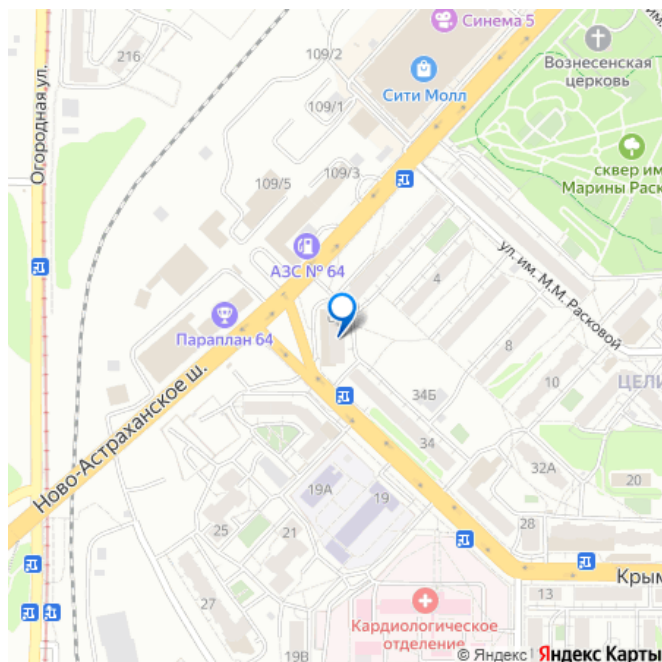 Синема 5
216
109/2
Вознесенская
церковь
Сити Молл
Огородная ул.
109/1
сквер им
Марины Раск
109/5
109/3
АЗС № 64
4
ул. им. М.М. Расковой
Параплан 64
8
10
ЦЕЛИ
34Б
Ново-Астраханское ш.
34
32А
20
19А
19
25
21
28
Крым
27
13
Кардиологическое
отделение
19В
© Яндекс Яндекс Карты